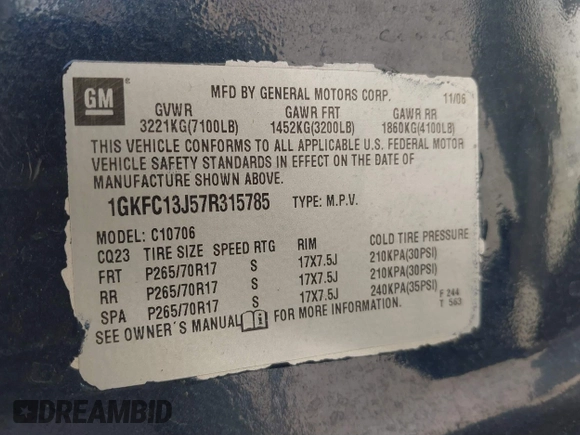 GM
MFD BY GENERAL MOTORS CORP. 11/06
GVWR GAWR FRT GAWR RR
3221KG(7100LB) 1452KG(3200LB) 1860KG(4100LB)
THIS VEHICLE CONFORMS TO ALL APPLICABLE U.S. FEDERAL MOTOR
VEHICLE SAFETY STANDARDS IN EFFECT ON THE DATE OF
MANUFACTURE SHOWN ABOVE.
1GKFC13J57R315785 TYPE: M.P.V.
MODEL: C10706
CQ23 TIRE SIZE SPEED RTG RIM COLD TIRE PRESSURE
FRT P265/70R17 S 17X7.5J 210KPA(30PSI)
RR P265/70R17 S 17X7.5J 210KPA(30PSI)
SPA P265/70R17 S 17X7.5J 240KPA(35PSI)
SEE OWNER´S MANUAL FOR MORE INFORMATION.
F 244
T 563
DREAMBID